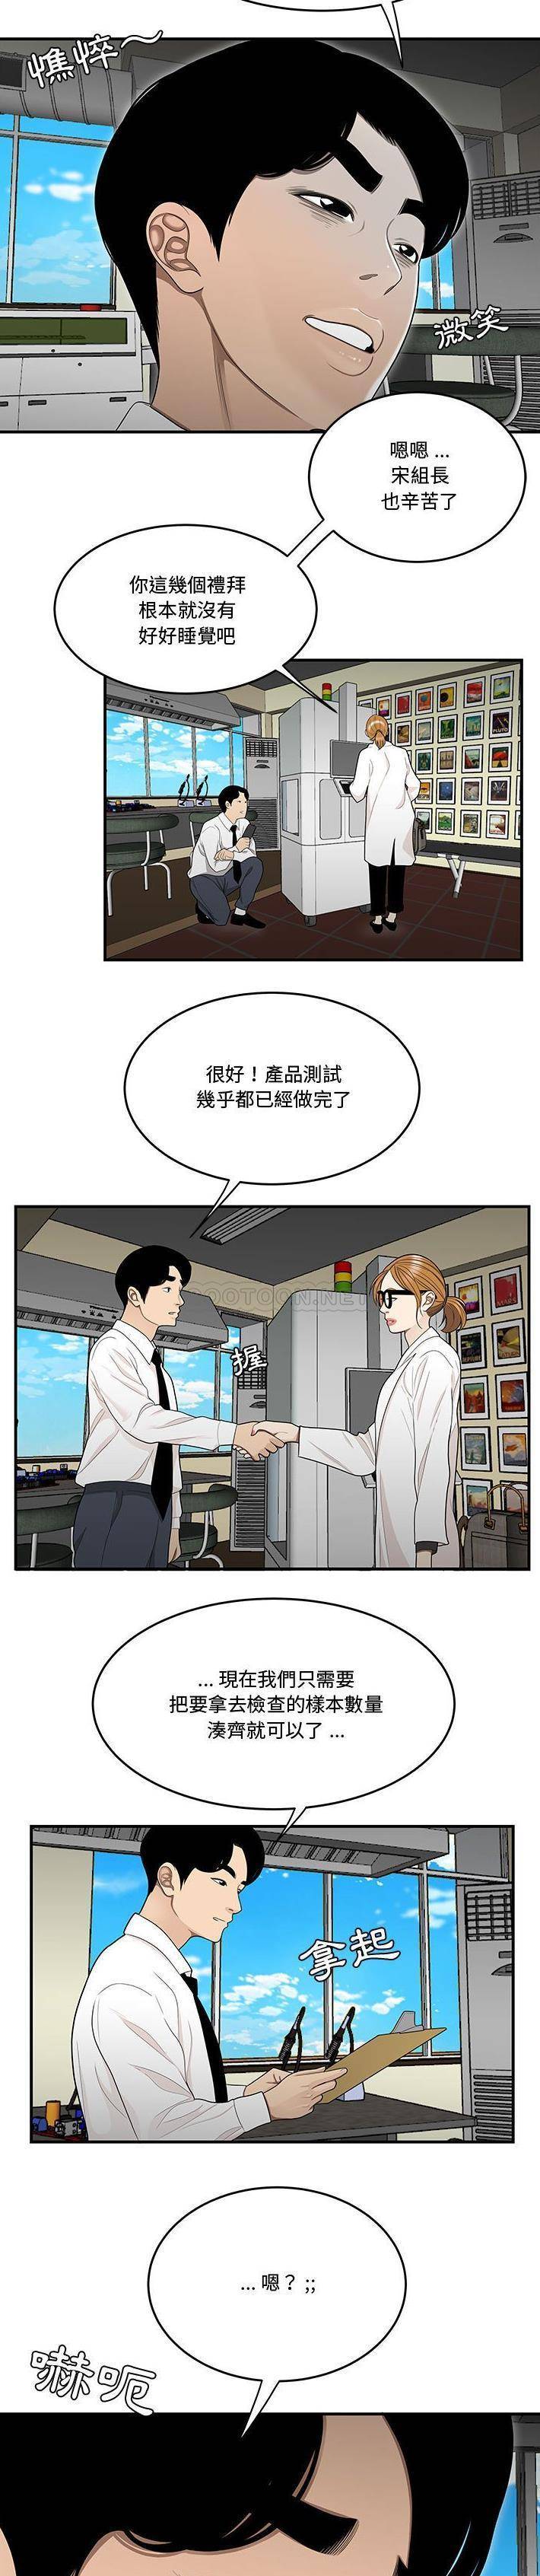 憔悴～
微笑
嗯嗯 ...
宋組長
也辛苦了
你這幾個禮拜
根本就沒有
好好睡覺吧
PLUTO
很好！產品測試
幾乎都已經做完了
握
MARS
... 現在我們只需要
把要拿去檢查的樣本數量
湊齊就可以了 ...
拿起
... 嗯？ ;;
嚇呃